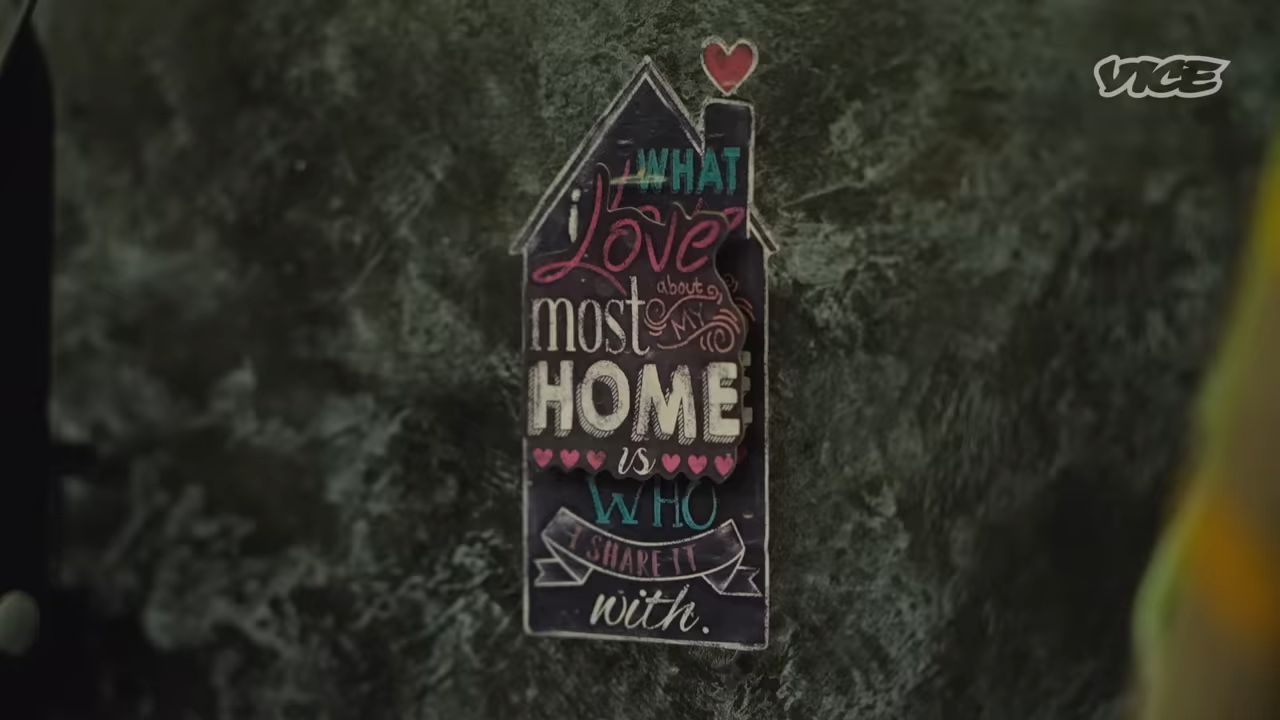 VICE
WHAT
i Love
most about
MY
HOME
is
WHO
I SHARE IT
with.